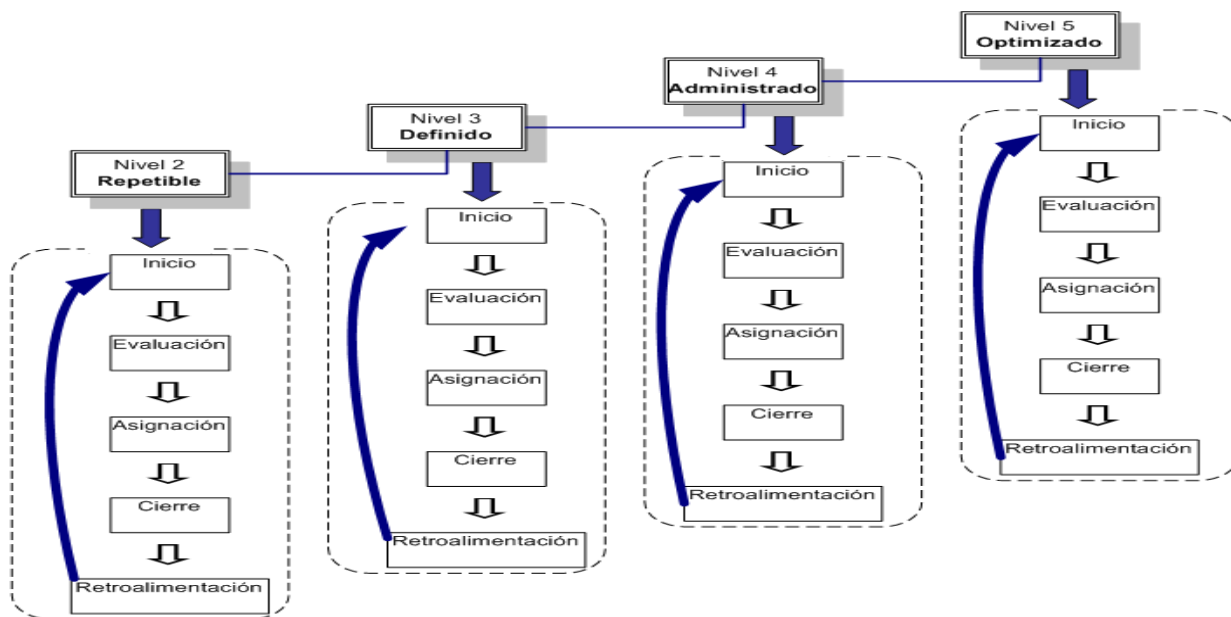 Nivel 2
Repetible
Inicio
Evaluación
Asignación
Cierre
Retroalimentación
Nivel 3
Definido
Inicio
Evaluación
Asignación
Cierre
Retroalimentación
Nivel 4
Administrado
Inicio
Evaluación
Asignación
Cierre
Retroalimentación
Nivel 5
Optimizado
Inicio
Evaluación
Asignación
Cierre
Retroalimentación